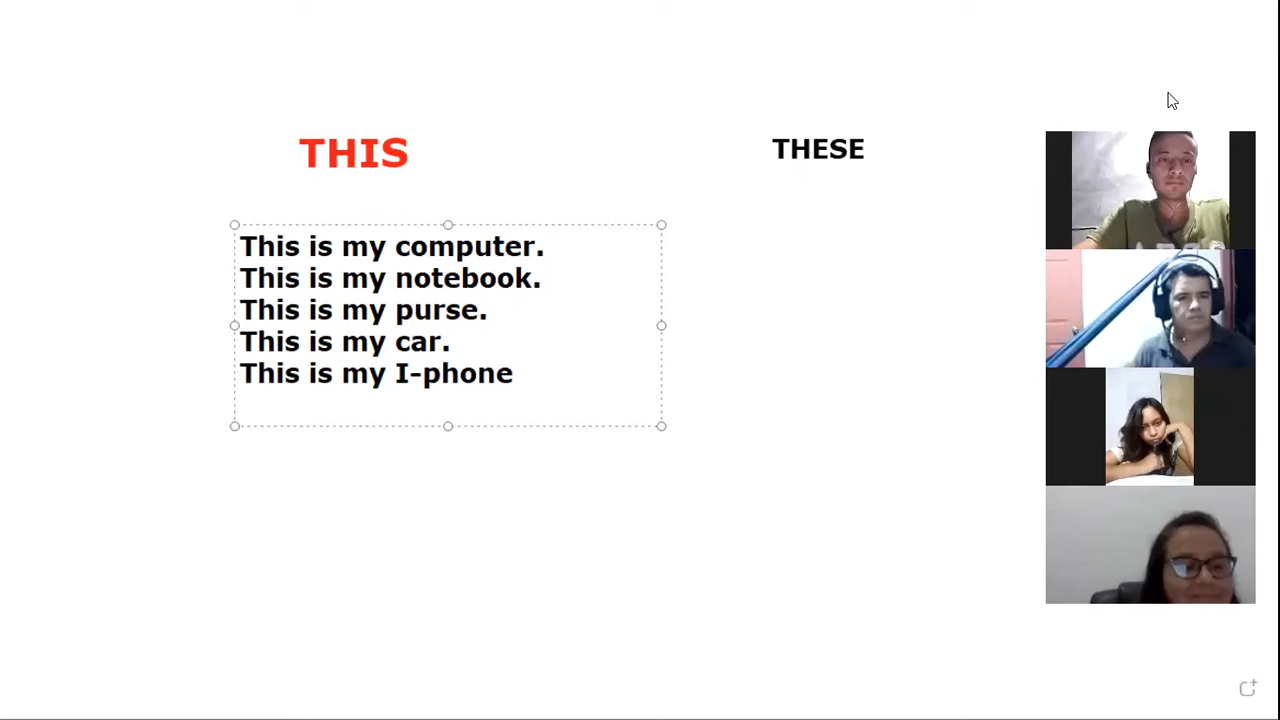 THIS
THESE
This is my computer.
This is my notebook.
This is my purse.
This is my car.
This is my I-phone